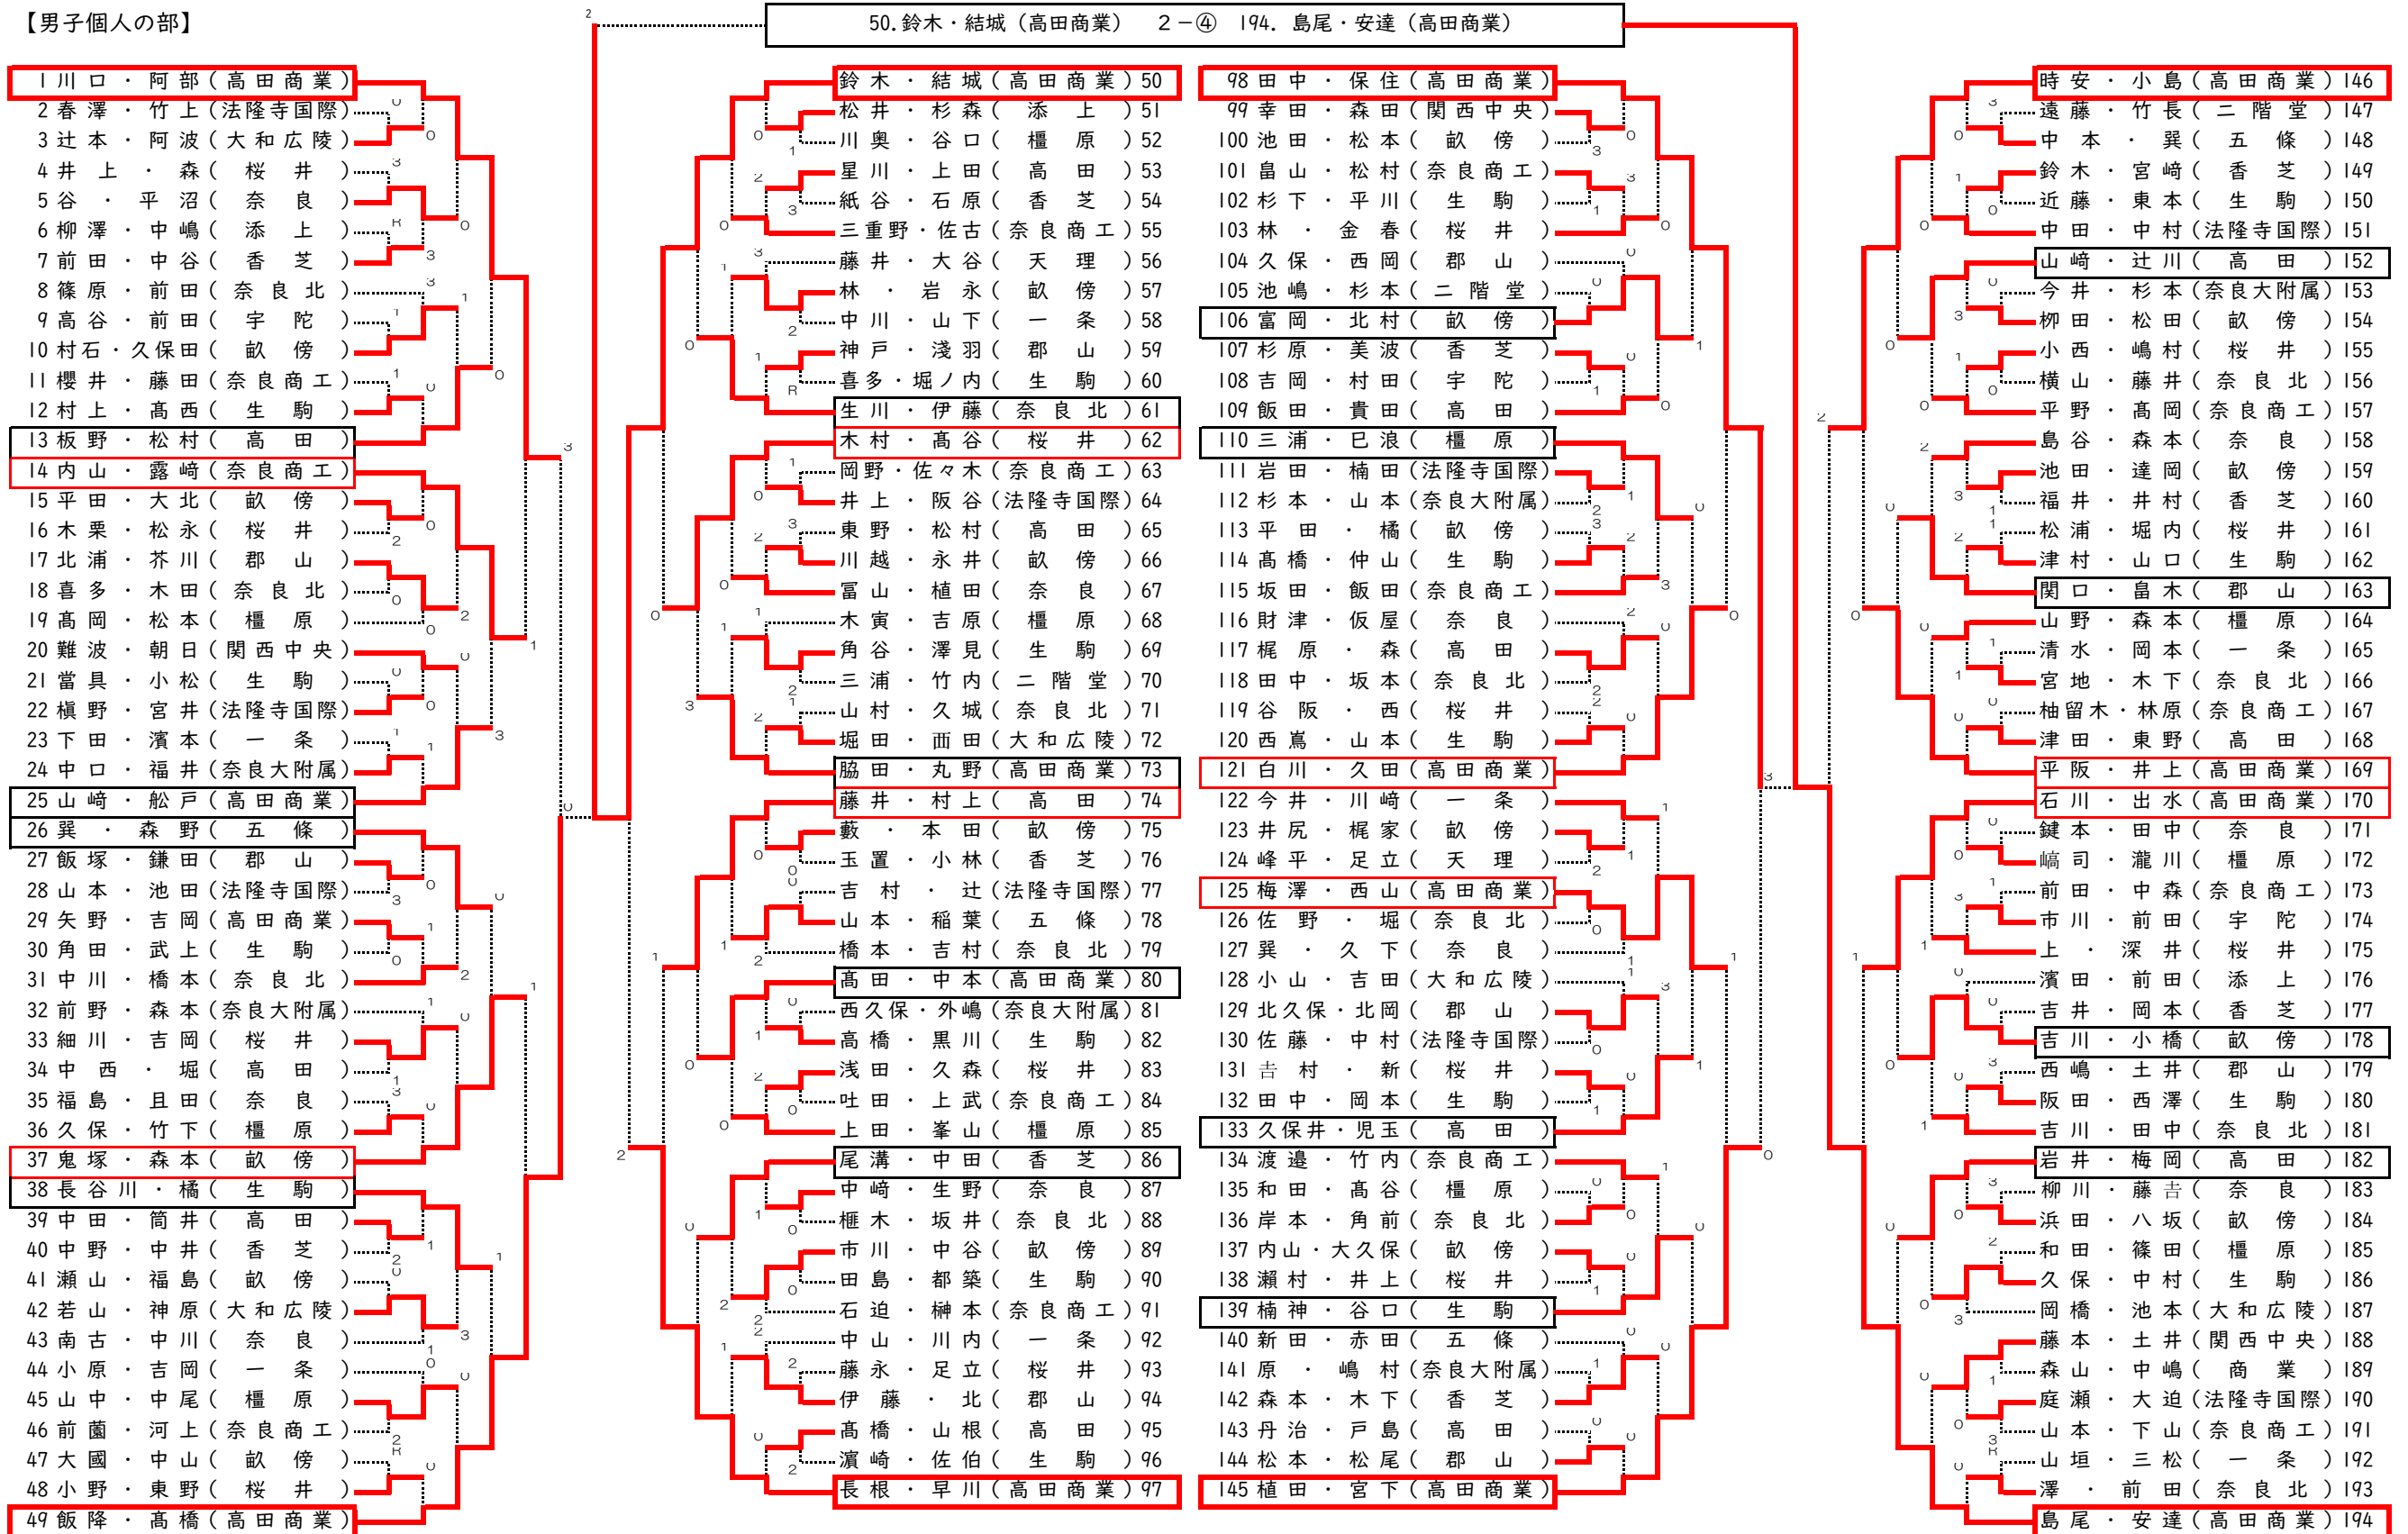 【男子個人の部】
50.鈴木・結城（高田商業）　２－④　194. 島尾・安達（高田商業）
1 川口・阿部（高田商業）
2 春澤・竹上（法隆寺国際）
3 辻本・阿波（大和広陵）
4 井上・森（桜井）
5 谷・平沼（奈良）
6 柳澤・中嶋（添上）
7 前田・中谷（香芝）
8 篠原・前田（奈良北）
9 高谷・前田（宇陀）
10 村石・久保田（畝傍）
11 櫻井・藤田（奈良商工）
12 村上・髙西（生駒）
13 板野・松村（高田）
14 内山・露﨑（奈良商工）
15 平田・大北（畝傍）
16 木栗・松永（桜井）
17 北浦・芥川（郡山）
18 喜多・木田（奈良北）
19 髙岡・松本（橿原）
20 難波・朝日（関西中央）
21 當具・小松（生駒）
22 槇野・宮井（法隆寺国際）
23 下田・濱本（一条）
24 中口・福井（奈良大附属）
25 山﨑・舩戸（高田商業）
26 巽・森野（五條）
27 飯塚・鎌田（郡山）
28 山本・池田（法隆寺国際）
29 矢野・吉岡（高田商業）
30 角田・武上（生駒）
31 中川・橋本（奈良北）
32 前野・森本（奈良大附属）
33 細川・吉岡（桜井）
34 中西・堀（高田）
35 福島・且田（奈良）
36 久保・竹下（橿原）
37 鬼塚・森本（畝傍）
38 長谷川・橘（生駒）
39 中田・筒井（高田）
40 中野・中井（香芝）
41 瀬山・福島（畝傍）
42 若山・神原（大和広陵）
43 南古・中川（奈良）
44 小原・吉岡（一条）
45 山中・中尾（橿原）
46 前薗・河上（奈良商工）
47 大國・中山（畝傍）
48 小野・東野（桜井）
49 飯降・髙橋（高田商業）
鈴木・結城（高田商業）50
松井・杉森（添上）51
川奥・谷口（橿原）52
星川・上田（高田）53
紙谷・石原（香芝）54
三重野・佐古（奈良商工）55
藤井・大谷（天理）56
林・岩永（畝傍）57
中川・山下（一条）58
神戸・淺羽（郡山）59
喜多・堀ノ内（生駒）60
生川・伊藤（奈良北）61
木村・髙谷（桜井）62
岡野・佐々木（奈良商工）63
井上・阪谷（法隆寺国際）64
東野・松村（高田）65
川越・永井（畝傍）66
冨山・植田（奈良）67
木寅・吉原（橿原）68
角谷・澤見（生駒）69
三浦・竹内（二階堂）70
山村・久城（奈良北）71
堀田・面田（大和広陵）72
脇田・丸野（高田商業）73
藤井・村上（高田）74
藪・本田（畝傍）75
玉置・小林（香芝）76
吉村・辻（法隆寺国際）77
山本・稲葉（五條）78
橋本・吉村（奈良北）79
髙田・中本（高田商業）80
西久保・外嶋（奈良大附属）81
高橋・黒川（生駒）82
浅田・久森（桜井）83
吐田・上武（奈良商工）84
上田・峯山（橿原）85
尾溝・中田（香芝）86
中﨑・生野（奈良）87
榧木・坂井（奈良北）88
市川・中谷（畝傍）89
田島・都築（生駒）90
石迫・榊本（奈良商工）91
中山・川内（一条）92
藤永・足立（桜井）93
伊藤・北（郡山）94
髙橋・山根（高田）95
濵崎・佐伯（生駒）96
長根・早川（高田商業）97
98 田中・保住（高田商業）
99 幸田・森田（関西中央）
100 池田・松本（畝傍）
101 畠山・松村（奈良商工）
102 杉下・平川（生駒）
103 林・金春（桜井）
104 久保・西岡（郡山）
105 池嶋・杉本（二階堂）
106 富岡・北村（畝傍）
107 杉原・美波（香芝）
108 吉岡・村田（宇陀）
109 飯田・貴田（高田）
110 三浦・巳浪（橿原）
111 岩田・楠田（法隆寺国際）
112 杉本・山本（奈良大附属）
113 平田・橘（畝傍）
114 髙橋・仲山（生駒）
115 坂田・飯田（奈良商工）
116 財津・仮屋（奈良）
117 梶原・森（高田）
118 田中・坂本（奈良北）
119 谷阪・西（桜井）
120 西嶌・山本（生駒）
121 白川・久田（高田商業）
122 今井・川﨑（一条）
123 井尻・梶家（畝傍）
124 峰平・足立（天理）
125 梅澤・西山（高田商業）
126 佐野・堀（奈良北）
127 巽・久下（奈良）
128 小山・吉田（大和広陵）
129 北久保・北岡（郡山）
130 佐藤・中村（法隆寺国際）
131 𠮷村・新（桜井）
132 田中・岡本（生駒）
133 久保井・児玉（高田）
134 渡邉・竹内（奈良商工）
135 和田・髙谷（橿原）
136 岸本・角前（奈良北）
137 内山・大久保（畝傍）
138 瀬村・井上（桜井）
139 楠神・谷口（生駒）
140 新田・赤田（五條）
141 原・嶋村（奈良大附属）
142 森本・木下（香芝）
143 丹治・戸島（高田）
144 松本・松尾（郡山）
145 植田・宮下（高田商業）
時安・小島（高田商業）146
遠藤・竹長（二階堂）147
中本・巽（五條）148
鈴木・宮﨑（香芝）149
近藤・東本（生駒）150
中田・中村（法隆寺国際）151
山﨑・辻川（高田）152
今井・杉本（奈良大附属）153
栁田・松田（畝傍）154
小西・嶋村（桜井）155
横山・藤井（奈良北）156
平野・髙岡（奈良商工）157
島谷・森本（奈良）158
池田・達岡（畝傍）159
福井・井村（香芝）160
松浦・堀内（桜井）161
津村・山口（生駒）162
関口・畠木（郡山）163
山野・森本（橿原）164
清水・岡本（一条）165
宮地・木下（奈良北）166
柚留木・林原（奈良商工）167
津田・東野（高田）168
平阪・井上（高田商業）169
石川・出水（高田商業）170
鍵本・田中（奈良）171
嵪司・瀧川（橿原）172
前田・中森（奈良商工）173
市川・前田（宇陀）174
上・深井（桜井）175
濱田・前田（添上）176
吉井・岡本（香芝）177
吉川・小橋（畝傍）178
西嶋・土井（郡山）179
阪田・西澤（生駒）180
吉川・田中（奈良北）181
岩井・梅岡（高田）182
柳川・藤𠮷（奈良）183
浜田・八坂（畝傍）184
和田・篠田（橿原）185
久保・中村（生駒）186
岡橋・池本（大和広陵）187
藤本・土井（関西中央）188
森山・中嶋（商業）189
庭瀬・大迫（法隆寺国際）190
山本・下山（奈良商工）191
山垣・三松（一条）192
澤・前田（奈良北）193
島尾・安達（高田商業）194